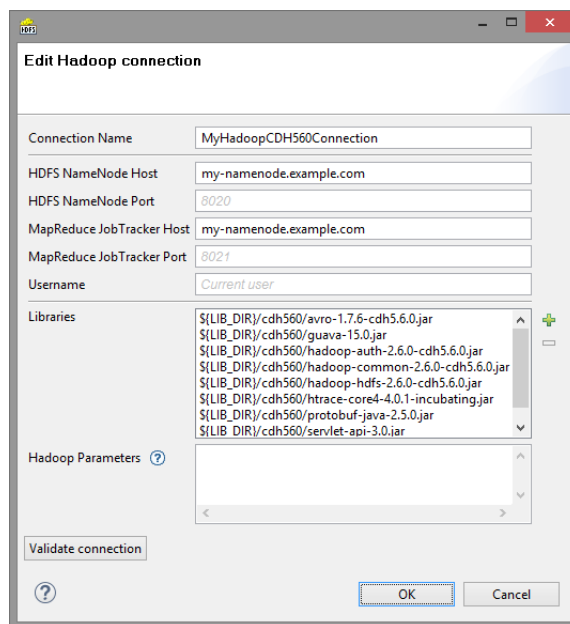 HDFS
Edit Hadoop connection
Connection Name MyHadoopCDH560Connection
HDFS NameNode Host my-namenode.example.com
HDFS NameNode Port 8020
MapReduce JobTracker Host my-namenode.example.com
MapReduce JobTracker Port 8021
Username Current user
Libraries ${LIB_DIR}/cdh560/avro-1.7.6-cdh5.6.0.jar
${LIB_DIR}/cdh560/guava-15.0.jar
${LIB_DIR}/cdh560/hadoop-auth-2.6.0-cdh5.6.0.jar
${LIB_DIR}/cdh560/hadoop-common-2.6.0-cdh5.6.0.jar
${LIB_DIR}/cdh560/hadoop-hdfs-2.6.0-cdh5.6.0.jar
${LIB_DIR}/cdh560/htrace-core4-4.0.1-incubating.jar
${LIB_DIR}/cdh560/protobuf-java-2.5.0.jar
${LIB_DIR}/cdh560/servlet-api-3.0.jar
Hadoop Parameters ?
Validate connection
? OK Cancel